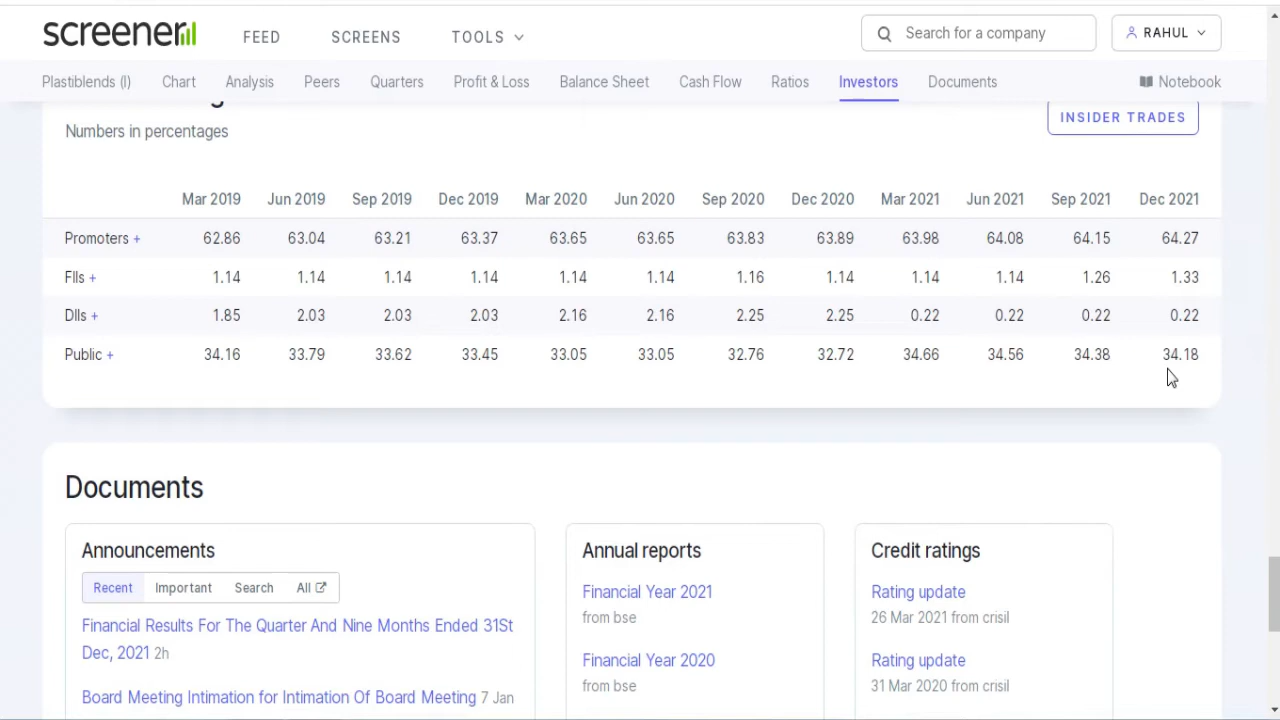 screener
FEED
SCREENS
TOOLS
Search for a company
RAHUL
Plastiblends (I) Chart Analysis Peers Quarters Profit & Loss Balance Sheet Cash Flow Ratios Investors Documents Notebook
Numbers in percentages
INSIDER TRADES
Mar 2019 Jun 2019 Sep 2019 Dec 2019 Mar 2020 Jun 2020 Sep 2020 Dec 2020 Mar 2021 Jun 2021 Sep 2021 Dec 2021
Promoters + 62.86 63.04 63.21 63.37 63.65 63.65 63.83 63.89 63.98 64.08 64.15 64.27
FIIs + 1.14 1.14 1.14 1.14 1.14 1.14 1.16 1.14 1.14 1.14 1.26 1.33
DIIs + 1.85 2.03 2.03 2.03 2.16 2.16 2.25 2.25 0.22 0.22 0.22 0.22
Public + 34.16 33.79 33.62 33.45 33.05 33.05 32.76 32.72 34.66 34.56 34.38 34.18
Documents
Announcements
Recent Important Search All
Financial Results For The Quarter And Nine Months Ended 31St
Dec, 2021 2h
Board Meeting Intimation for Intimation Of Board Meeting 7 Jan
Annual reports
Financial Year 2021
from bse
Financial Year 2020
from bse
Credit ratings
Rating update
26 Mar 2021 from crisil
Rating update
31 Mar 2020 from crisil